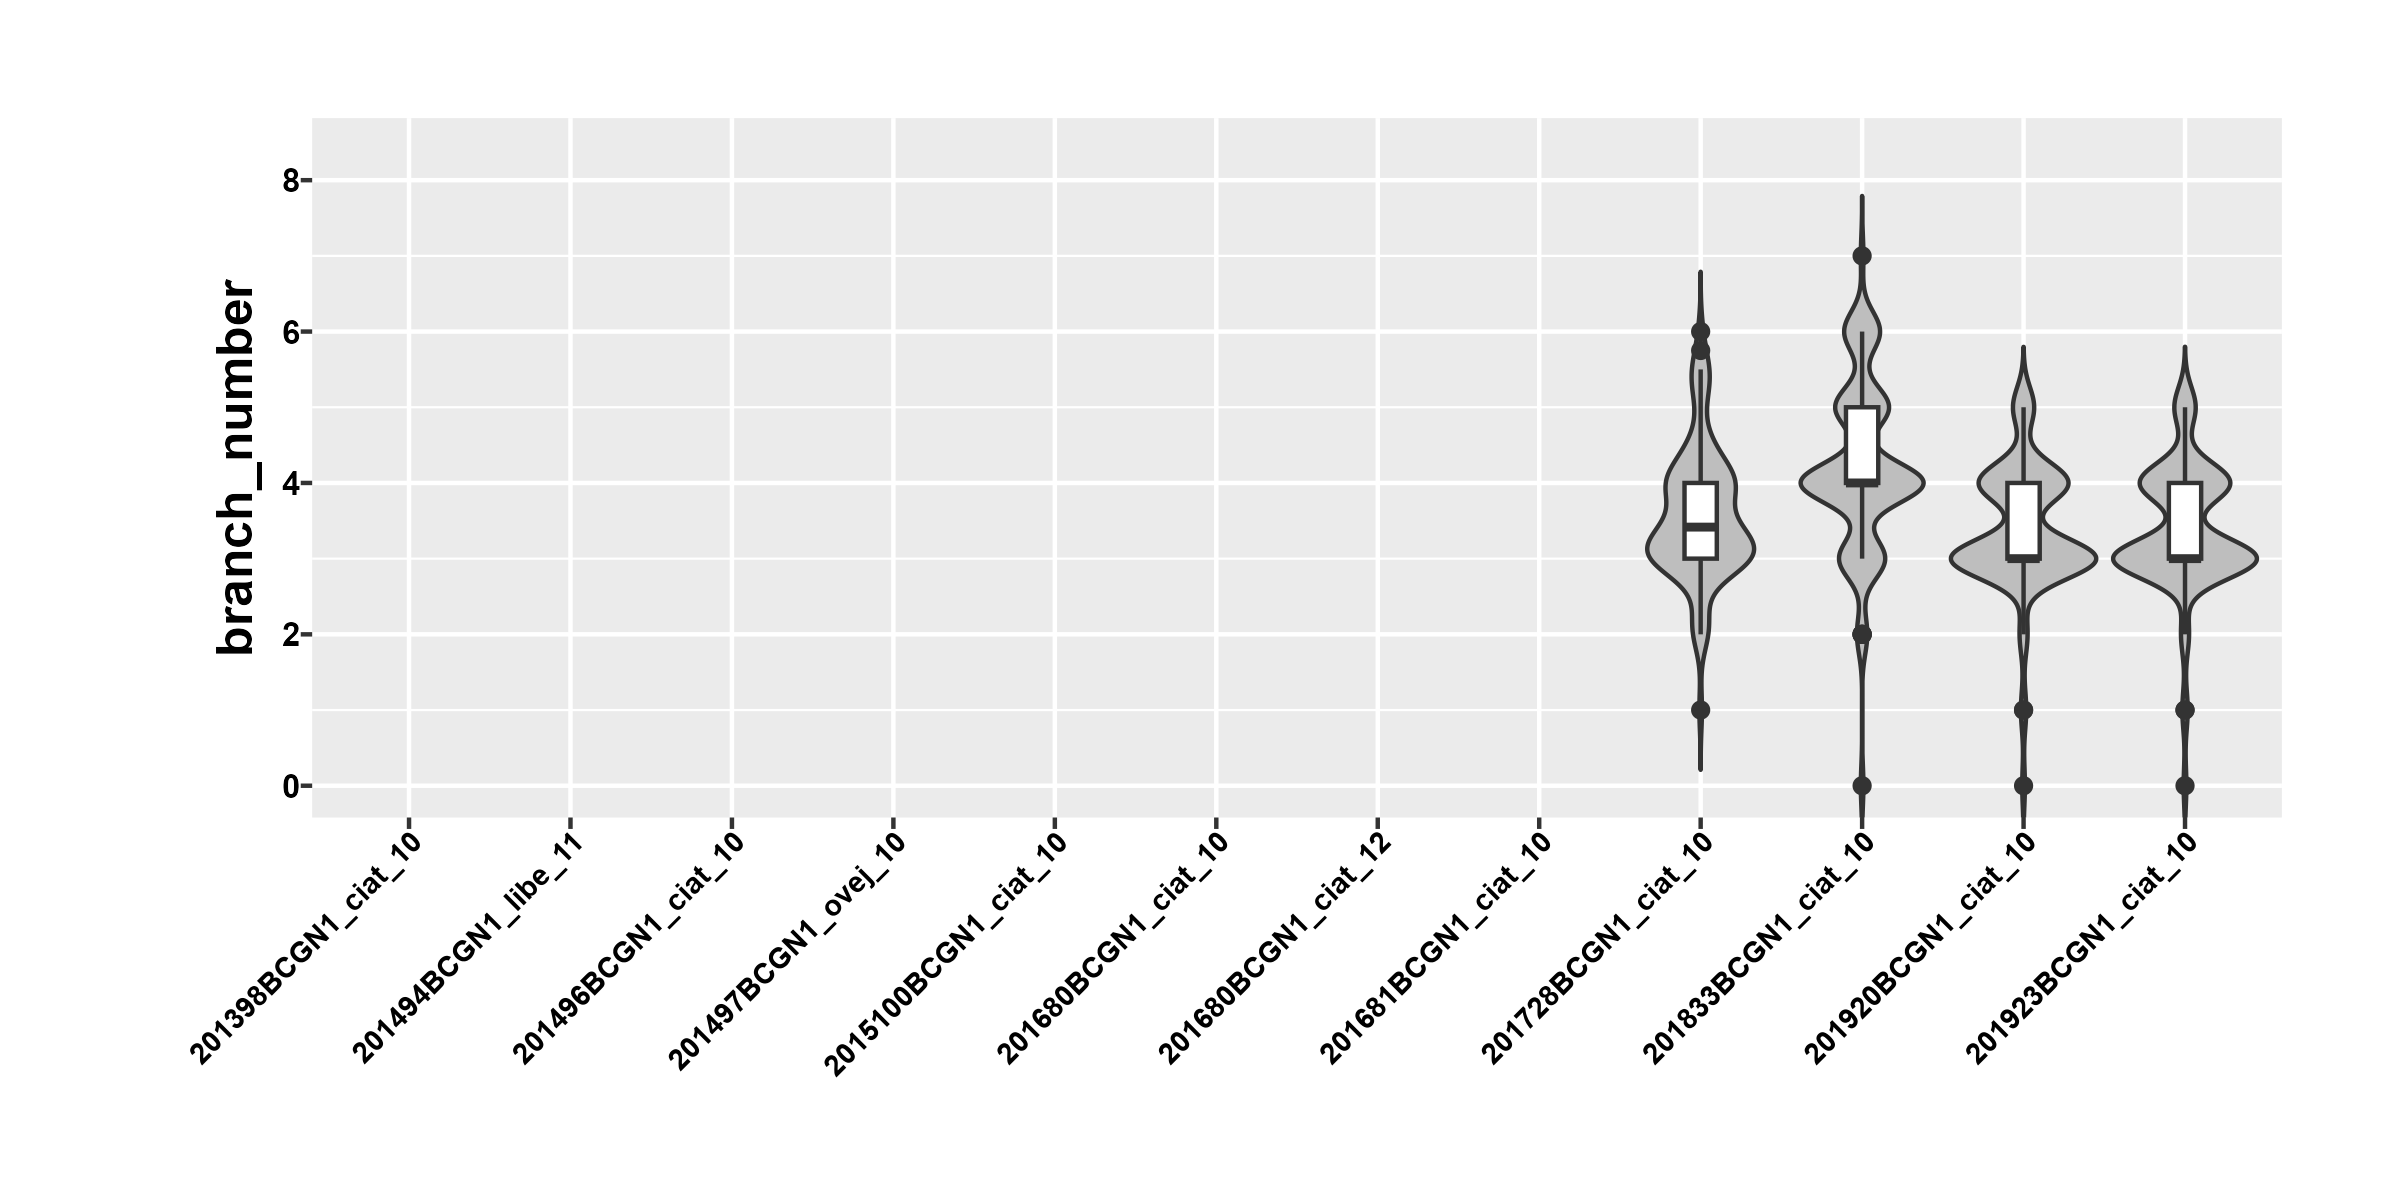 branch_number
8
6
4
2
0
201398BCGN1_ciat_10
201494BCGN1_libe_11
201496BCGN1_ciat_10
201497BCGN1_ovej_10
2015100BCGN1_ciat_10
201680BCGN1_ciat_10
201680BCGN1_ciat_12
201681BCGN1_ciat_10
201728BCGN1_ciat_10
201833BCGN1_ciat_10
201920BCGN1_ciat_10
201923BCGN1_ciat_10